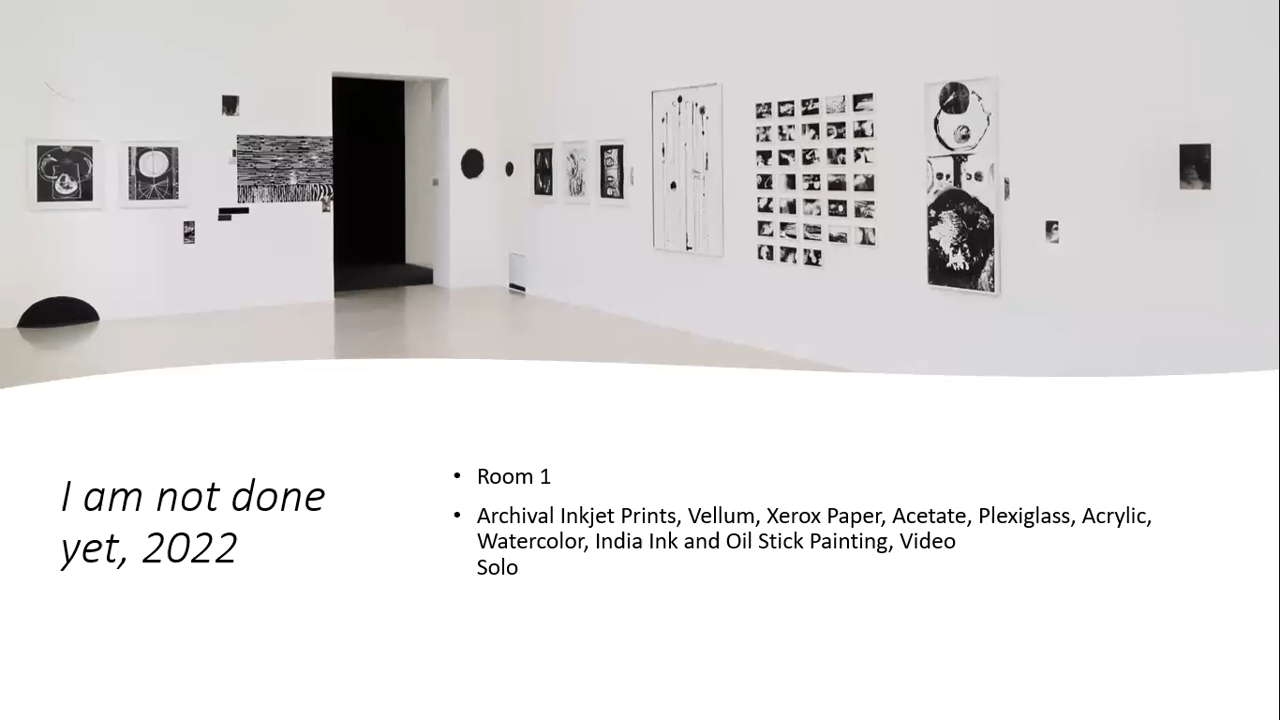 I am not done
yet, 2022
• Room 1
• Archival Inkjet Prints, Vellum, Xerox Paper, Acetate, Plexiglass, Acrylic,
Watercolor, India Ink and Oil Stick Painting, Video
Solo